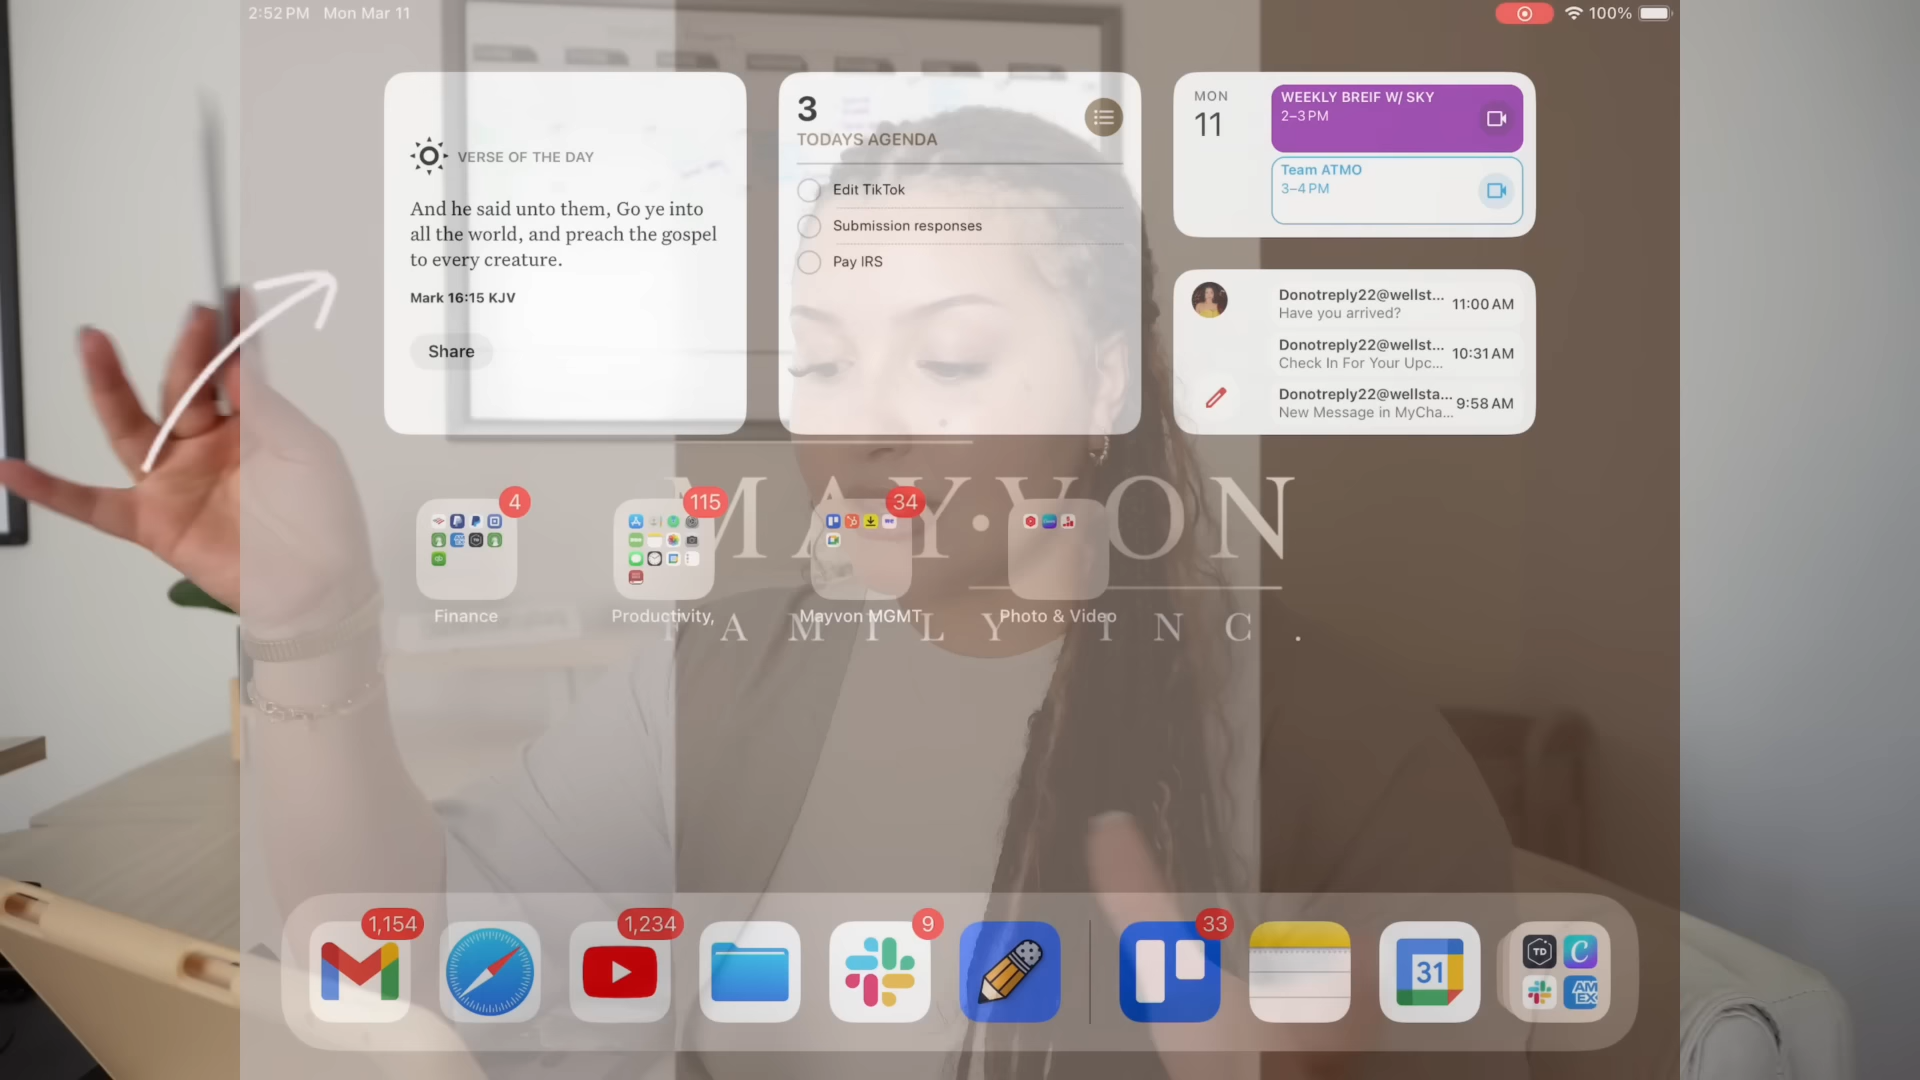 2:52 PM Mon Mar 11
100%
VERSE OF THE DAY
And he said unto them, Go ye into
all the world, and preach the gospel
to every creature.
Mark 16:15 KJV
Share
3
TODAYS AGENDA
Edit TikTok
Submission responses
Pay IRS
MON
11
WEEKLY BREIF W/ SKY
2–3 PM
Team ATMO
3–4 PM
Donotreply22@wellst... 11:00 AM
Have you arrived?
Donotreply22@wellst... 10:31 AM
Check In For Your Upc...
Donotreply22@wellsta... 9:58 AM
New Message in MyCha...
MAYVON
FAMILY INC.
4
115
34
Finance
Productivity,
Mayvon MGMT
Photo & Video
1,154
1,234
9
33
31
TD
C
AM
EX